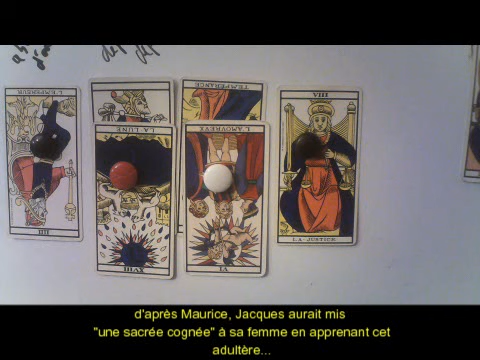 L'EMPEREUR
TEMPERANCE
VIII
LA LUNE
L'AMOVREVX
IIII
LA JUSTICE
XVIII
VI
d'après Maurice, Jacques aurait mis
"une sacrée cognée" à sa femme en apprenant cet
adultère...